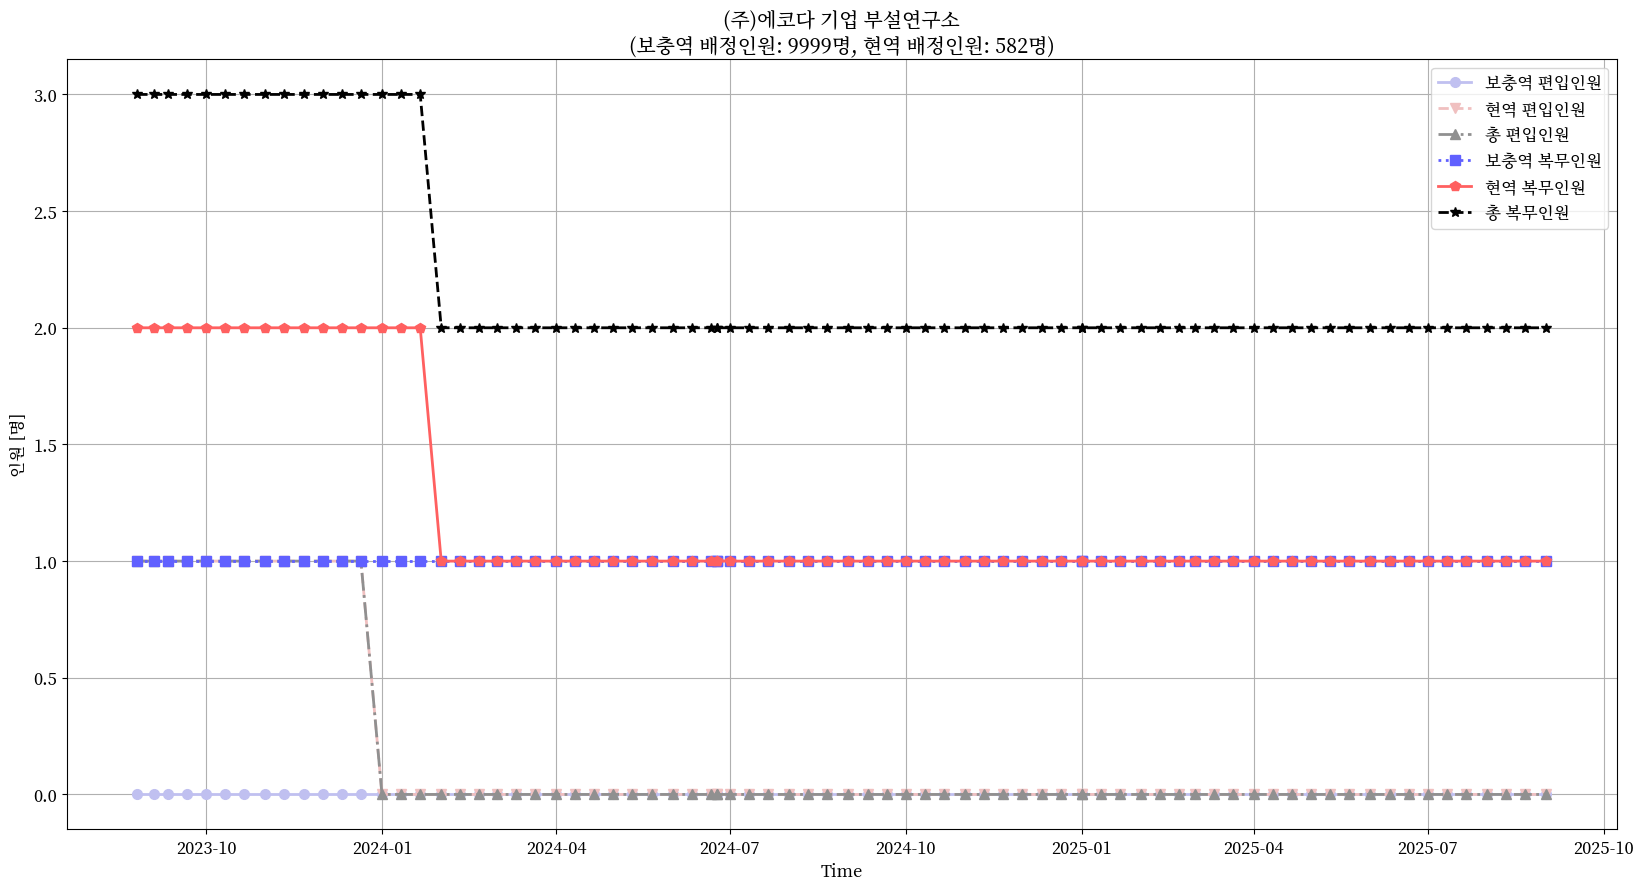 (주)에코다 기업 부설연구소
(보충역 배정인원: 9999명, 현역 배정인원: 582명)
보충역 편입인원
현역 편입인원
총 편입인원
보충역 복무인원
현역 복무인원
총 복무인원
인원 [명]
3.0
2.5
2.0
1.5
1.0
0.5
0.0
2023-10
2024-01
2024-04
2024-07
2024-10
2025-01
2025-04
2025-07
2025-10
Time